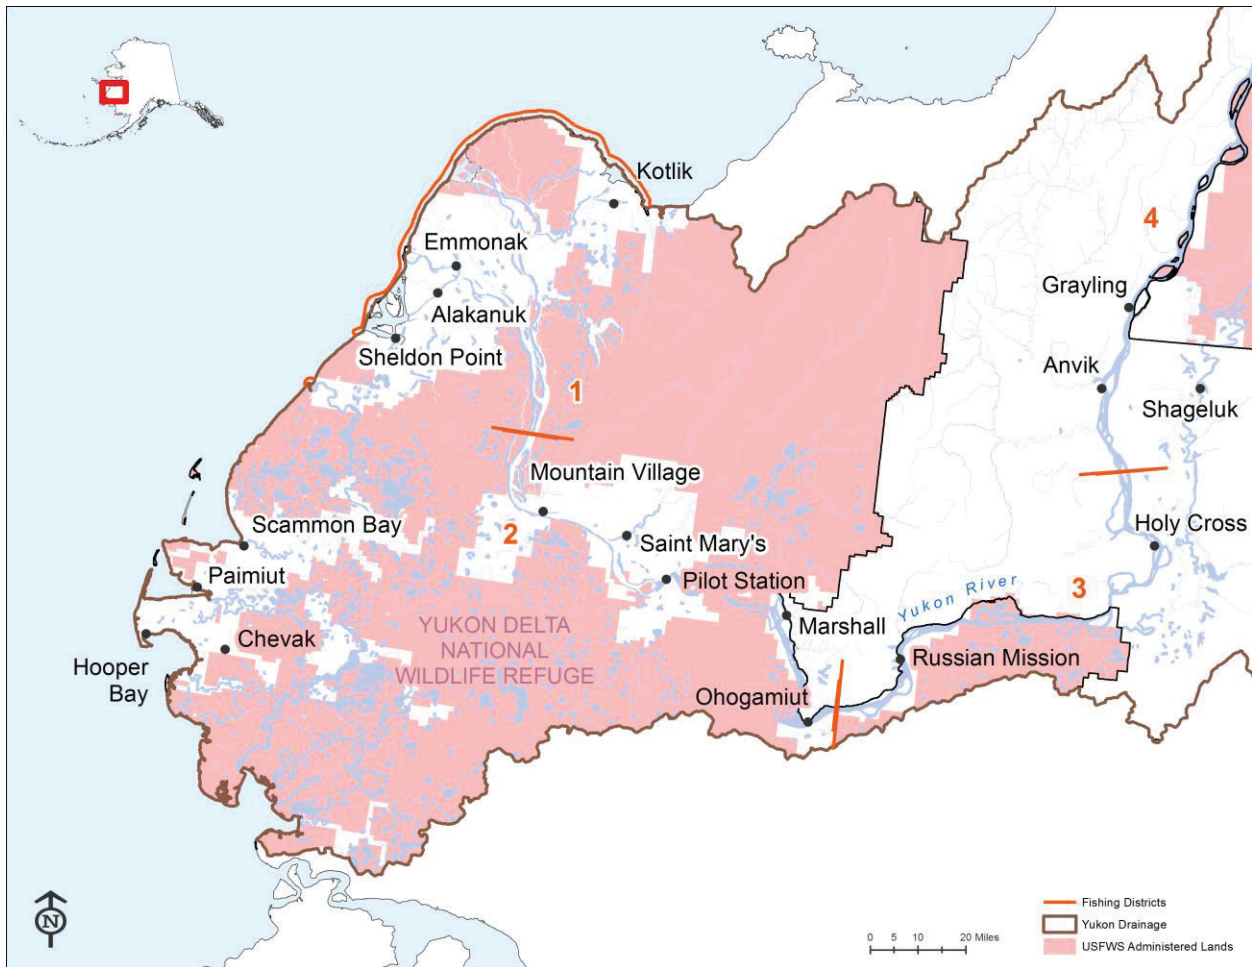 Kotlik
4
Emmonak
Grayling
Alakanuk
Sheldon Point
Anvik
1
Shageluk
Mountain Village
Scammon Bay
2
Holy Cross
Saint Mary's
Paimiut
Pilot Station
3
Yukon River
Marshall
YUKON DELTA
NATIONAL
WILDLIFE REFUGE
Chevak
Hooper
Bay
Russian Mission
Ohogamiut
N
0 5 10 20 Miles
Fishing Districts
Yukon Drainage
USFWS Administered Lands